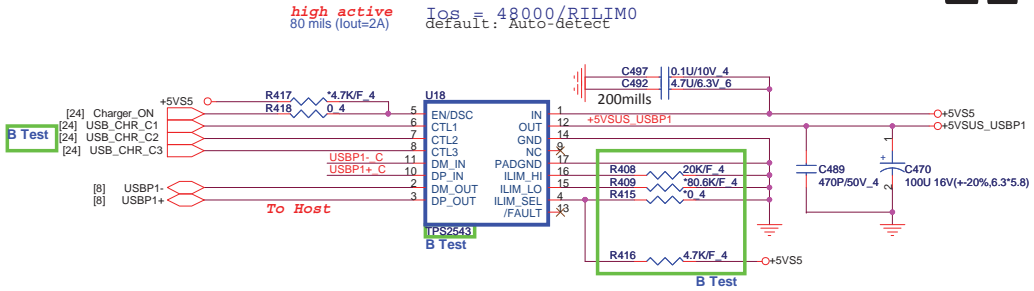 high active
80 mils (Iout=2A)
Ios = 48000/RILIM0
default: Auto-detect
C497 0.1U/10V_4
C492 4.7U/6.3V_6
200mills
+5VS5 R417 *4.7K/F_4 U18
[24] Charger_ON R418 0_4 5 EN/DSC IN 1 +5VS5
[24] USB_CHR_C1 6 CTL1 OUT 12 +5VSUS_USBP1 +5VSUS_USBP1
B Test [24] USB_CHR_C2 7 CTL2 GND 14
[24] USB_CHR_C3 8 CTL3 NC 9
USBP1-_C 11 DM_IN PADGND 17
USBP1+_C 10 DP_IN ILIM_HI 16 R408 20K/F_4
[8] USBP1- 2 DM_OUT ILIM_LO 15 R409 *80.6K/F_4
[8] USBP1+ 3 DP_OUT ILIM_SEL 4 R415 *0_4
To Host /FAULT 13
TPS2543
B Test
R416 4.7K/F_4 +5VS5
B Test
C489
470P/50V_4
1
+
2
C470
100U 16V(+-20%,6.3*5.8)